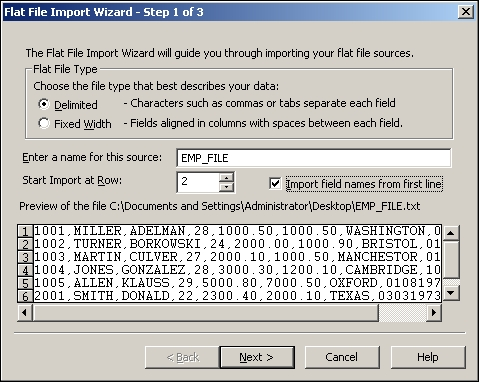 Flat File Import Wizard - Step 1 of 3
The Flat File Import Wizard will guide you through importing your flat file sources.
Flat File Type
Choose the file type that best describes your data:
Delimited - Characters such as commas or tabs separate each field
Fixed Width - Fields aligned in columns with spaces between each field.
Enter a name for this source: EMP_FILE
Start Import at Row: 2 Import field names from first line
Preview of the file C:\Documents and Settings\Administrator\Desktop\EMP_FILE.txt
1 1001,MILLER,ADELMAN,28,1000.50,1000.50,WASHINGTON,0
2 1002,TURNER,BORKOWSKI,24,2000.00,1000.90,BRISTOL,01
3 1003,MARTIN,CULVER,27,2000.10,1000.50,MANCHESTOR,01
4 1004,JONES,GONZALEZ,28,3000.30,1200.10,CAMBRIDGE,10
5 1005,ALLEN,KLAUSS,29,5000.80,7000.50,OXFORD,0108197
6 2001,SMITH,DONALD,22,2300.40,2000.10,TEXAS,03031973
< Back Next > Cancel Help